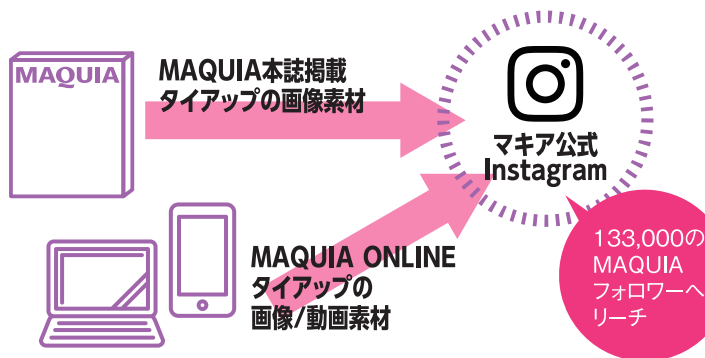 MAQUIA
MAQUIA本誌掲載
タイアップの画像素材
マキア公式
Instagram
MAQUIA ONLINE
タイアップの
画像/動画素材
133,000の
MAQUIA
フォロワーへ
リーチ